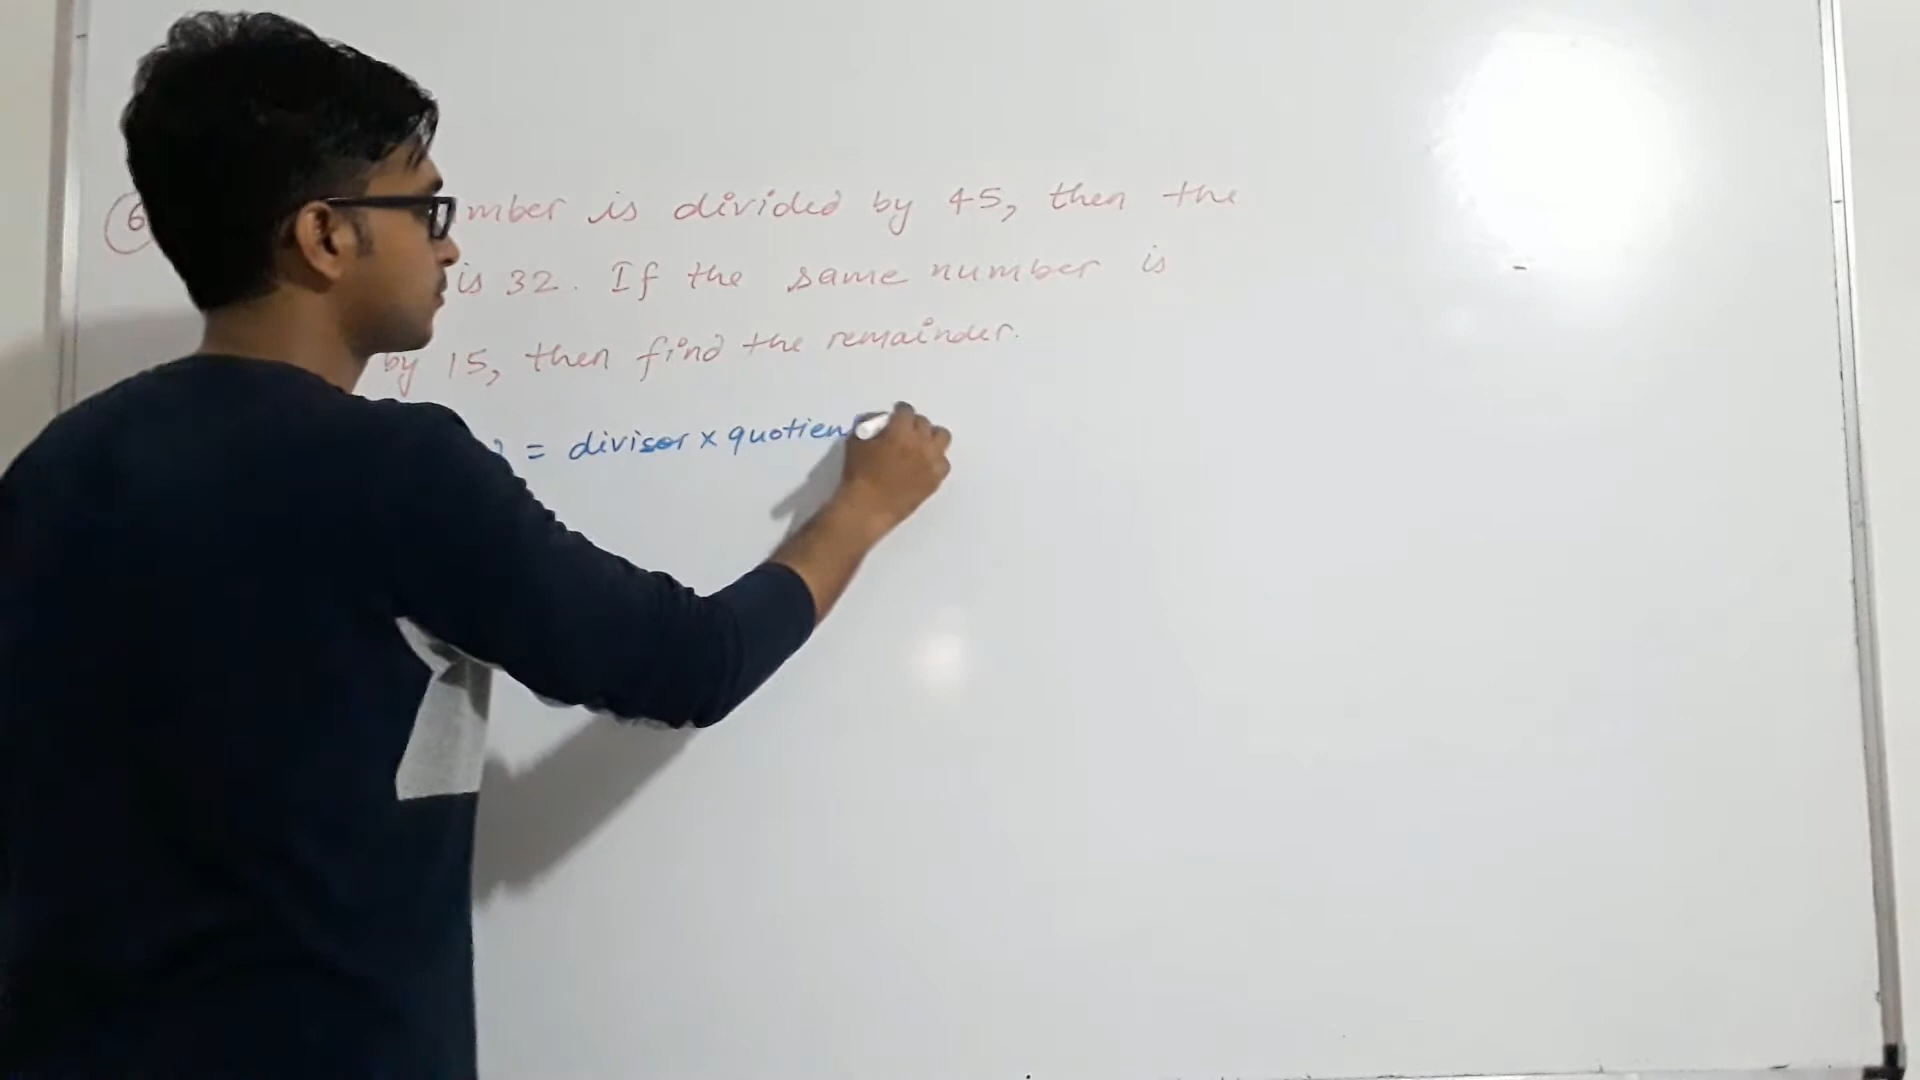 6 mber is divided by 45, then the
is 32. If the same number is
by 15, then find the remainder.
= divisor x quotien